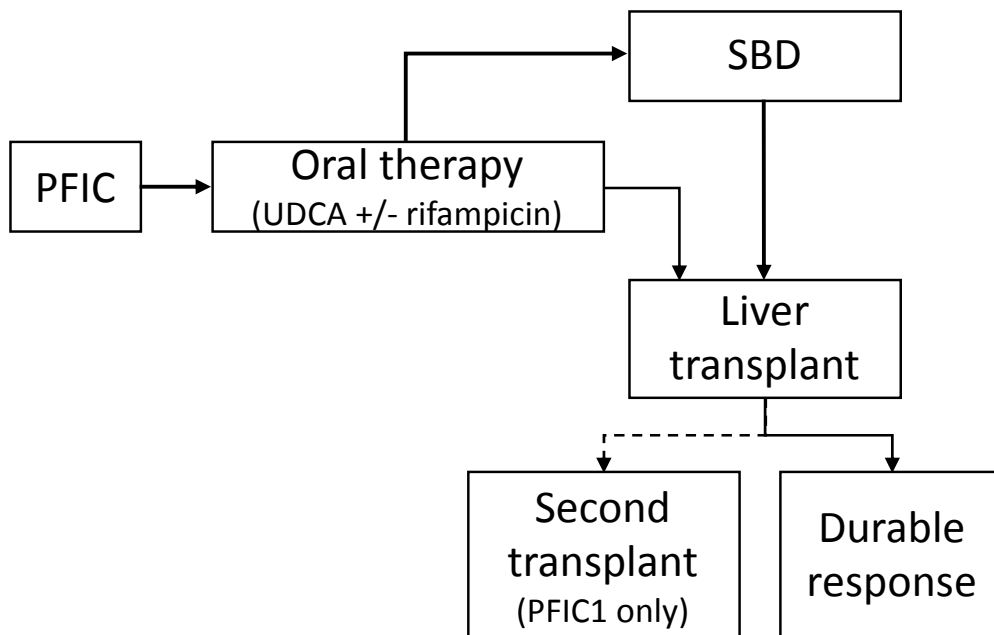 SBD
PFIC
Oral therapy
(UDCA +/- rifampicin)
Liver
transplant
Second
transplant
(PFIC1 only)
Durable
response